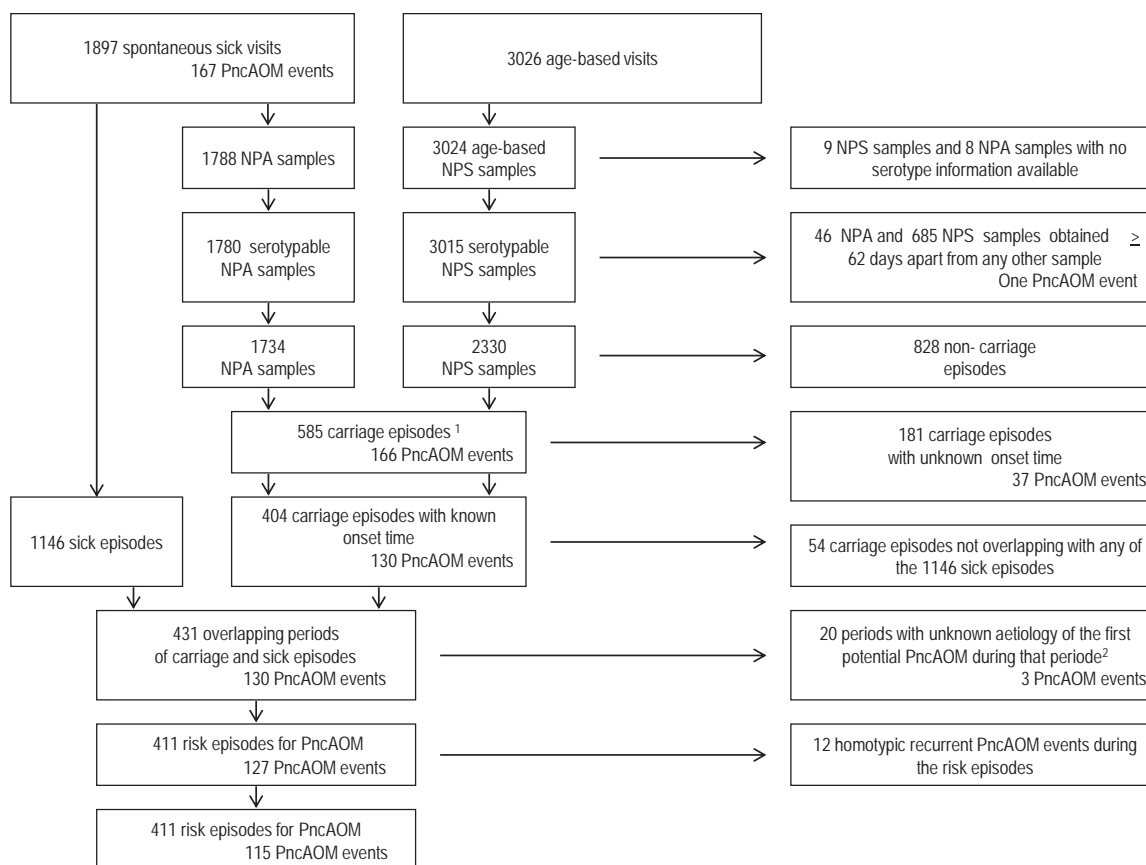 1897 spontaneous sick visits
167 PncAOM events
3026 age-based visits
1788 NPA samples
3024 age-based
NPS samples
9 NPS samples and 8 NPA samples with no
serotype information available
1780 serotypable
NPA samples
3015 serotypable
NPS samples
46 NPA and 685 NPS samples obtained ≥
62 days apart from any other sample
One PncAOM event
1734
NPA samples
2330
NPS samples
828 non- carriage
episodes
585 carriage episodes 1
166 PncAOM events
181 carriage episodes
with unknown onset time
37 PncAOM events
1146 sick episodes
404 carriage episodes with known
onset time
130 PncAOM events
54 carriage episodes not overlapping with any of
the 1146 sick episodes
431 overlapping periods
of carriage and sick episodes
130 PncAOM events
20 periods with unknown aetiology of the first
potential PncAOM during that periode2
3 PncAOM events
411 risk episodes for PncAOM
127 PncAOM events
12 homotypic recurrent PncAOM events during
the risk episodes
411 risk episodes for PncAOM
115 PncAOM events